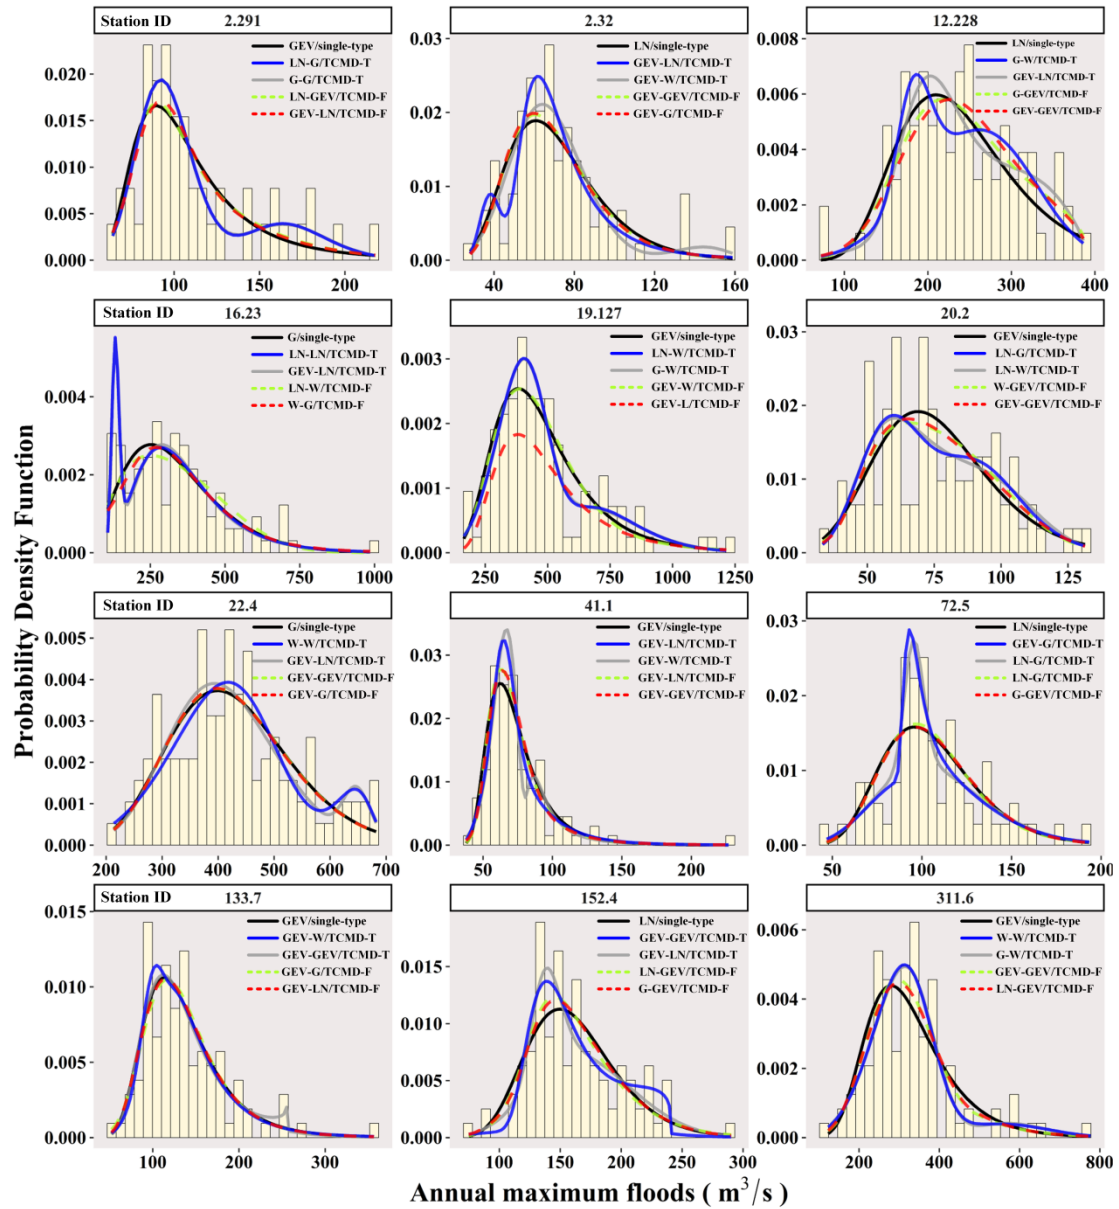 Station ID 2.291
GEV/single-type
LN-G/TCMD-T
G-G/TCMD-T
LN-GEV/TCMD-F
GEV-LN/TCMD-F
0.020
0.015
0.010
0.005
0.000
100 150 200
2.32
LN/single-type
GEV-LN/TCMD-T
GEV-W/TCMD-T
GEV-GEV/TCMD-F
GEV-G/TCMD-F
0.03
0.02
0.01
0.00
40 80 120 160
12.228
LN/single-type
G-W/TCMD-T
GEV-LN/TCMD-T
G-GEV/TCMD-F
GEV-GEV/TCMD-F
0.008
0.006
0.004
0.002
0.000
100 200 300 400
Station ID 16.23
G/single-type
LN-LN/TCMD-T
GEV-LN/TCMD-T
LN-W/TCMD-F
W-G/TCMD-F
0.004
0.002
0.000
250 500 750 1000
19.127
GEV/single-type
LN-W/TCMD-T
G-W/TCMD-T
GEV-W/TCMD-F
GEV-L/TCMD-F
0.003
0.002
0.001
0.000
250 500 750 1000 1250
20.2
GEV/single-type
LN-G/TCMD-T
LN-W/TCMD-T
W-GEV/TCMD-F
GEV-GEV/TCMD-F
0.03
0.02
0.01
0.00
50 75 100 125
Station ID 22.4
G/single-type
W-W/TCMD-T
GEV-LN/TCMD-T
GEV-GEV/TCMD-F
GEV-G/TCMD-F
0.005
0.004
0.003
0.002
0.001
0.000
200 300 400 500 600 700
41.1
GEV/single-type
GEV-LN/TCMD-T
GEV-W/TCMD-T
GEV-LN/TCMD-F
GEV-GEV/TCMD-F
0.03
0.02
0.01
0.00
50 100 150 200
72.5
LN/single-type
GEV-G/TCMD-T
LN-G/TCMD-T
LN-G/TCMD-F
G-GEV/TCMD-F
0.03
0.02
0.01
0.00
50 100 150 200
Station ID 133.7
GEV/single-type
GEV-W/TCMD-T
GEV-GEV/TCMD-T
GEV-G/TCMD-F
GEV-LN/TCMD-F
0.015
0.010
0.005
0.000
100 200 300
152.4
LN/single-type
GEV-GEV/TCMD-T
GEV-LN/TCMD-T
LN-GEV/TCMD-F
G-GEV/TCMD-F
0.015
0.010
0.005
0.000
100 150 200 250 300
311.6
GEV/single-type
W-W/TCMD-T
G-W/TCMD-T
GEV-GEV/TCMD-F
LN-GEV/TCMD-F
0.006
0.004
0.002
0.000
200 400 600 800
Probability Density Function
Annual maximum floods ( m³/s )